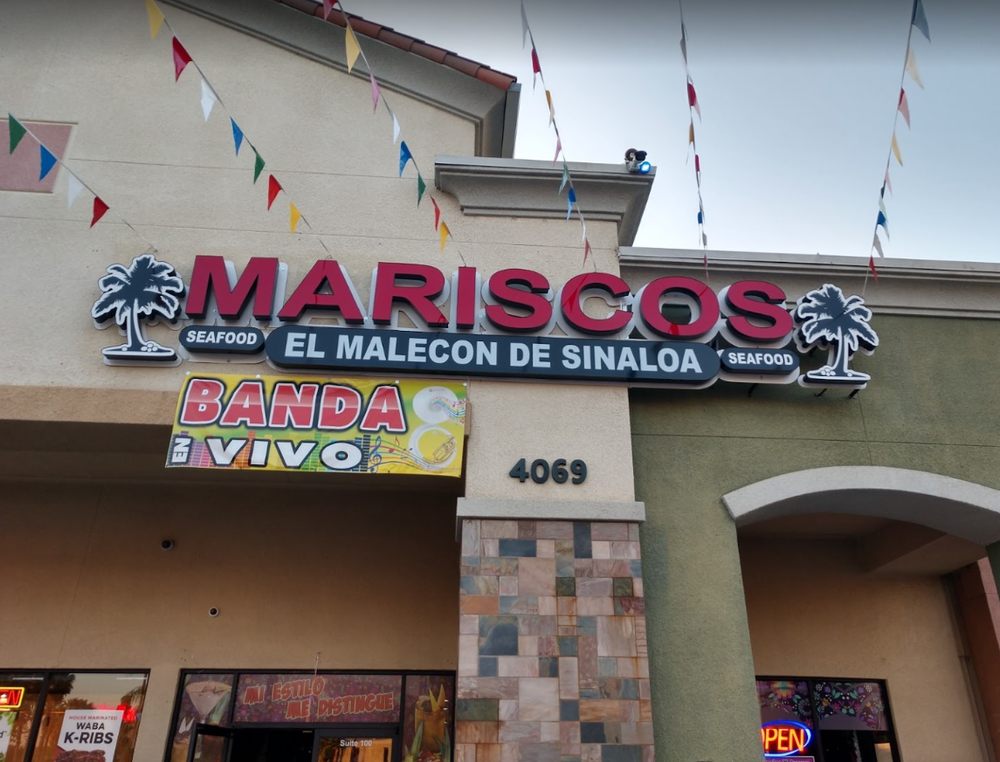 MARISCOS
SEAFOOD
EL MALECON DE SINALOA
SEAFOOD
BANDA
EN VIVO
4069
MI ESTILO
ME DISTINGUE
Suite 100
HOUSE MARINATED
WABA
K-RIBS
OPEN